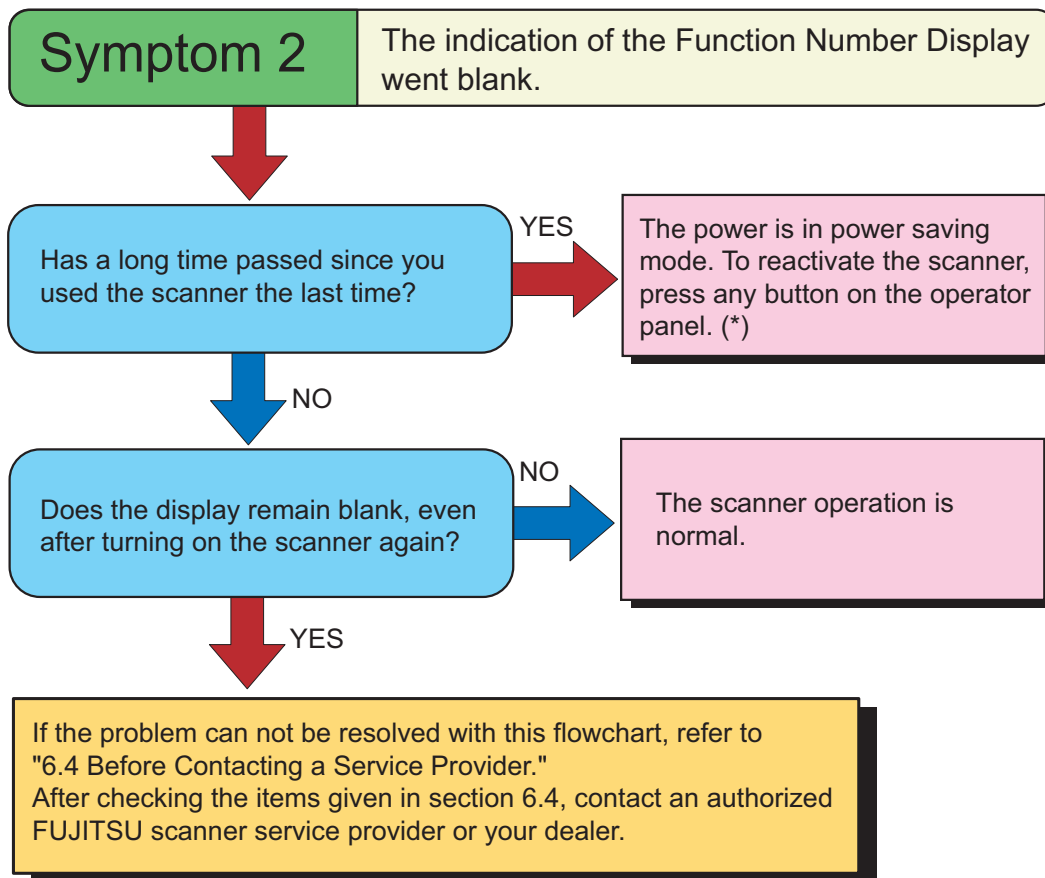 Symptom 2
The indication of the Function Number Display
went blank.
Has a long time passed since you
used the scanner the last time?
YES
The power is in power saving
mode. To reactivate the scanner,
press any button on the operator
panel. (*)
NO
Does the display remain blank, even
after turning on the scanner again?
NO
The scanner operation is
normal.
YES
If the problem can not be resolved with this flowchart, refer to
"6.4 Before Contacting a Service Provider."
After checking the items given in section 6.4, contact an authorized
FUJITSU scanner service provider or your dealer.